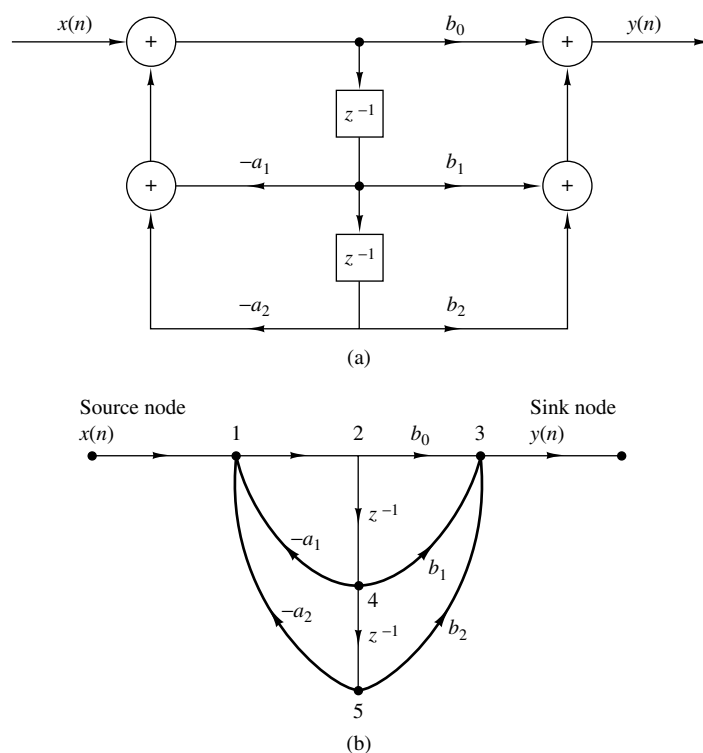 x(n) + b₀ + y(n)
z⁻¹
+ −a₁ b₁ +
z⁻¹
−a₂ b₂
(a)
Source node Sink node
x(n) 1 2 b₀ 3 y(n)
z⁻¹
−a₁ b₁
4
−a₂ z⁻¹ b₂
5
(b)